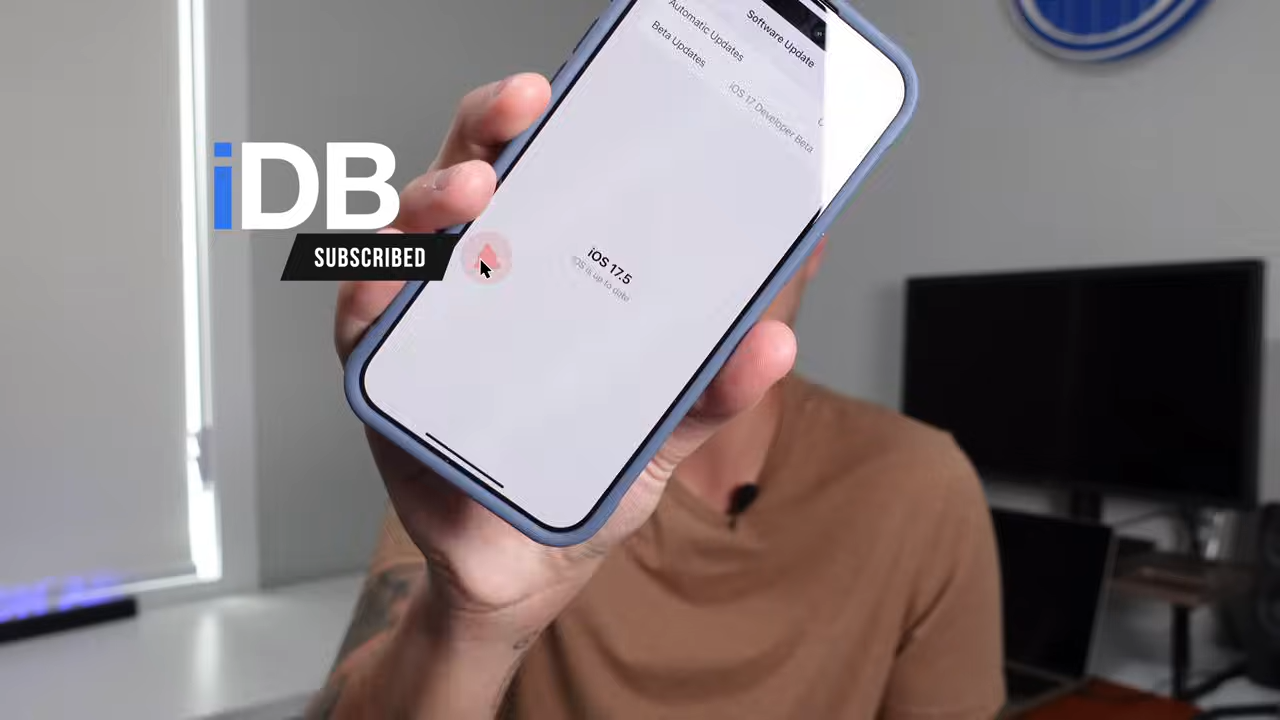 Software Update
Automatic Updates
Beta Updates
iOS 17 Developer Beta
iDB
SUBSCRIBED
iOS 17.5
iOS is up to date